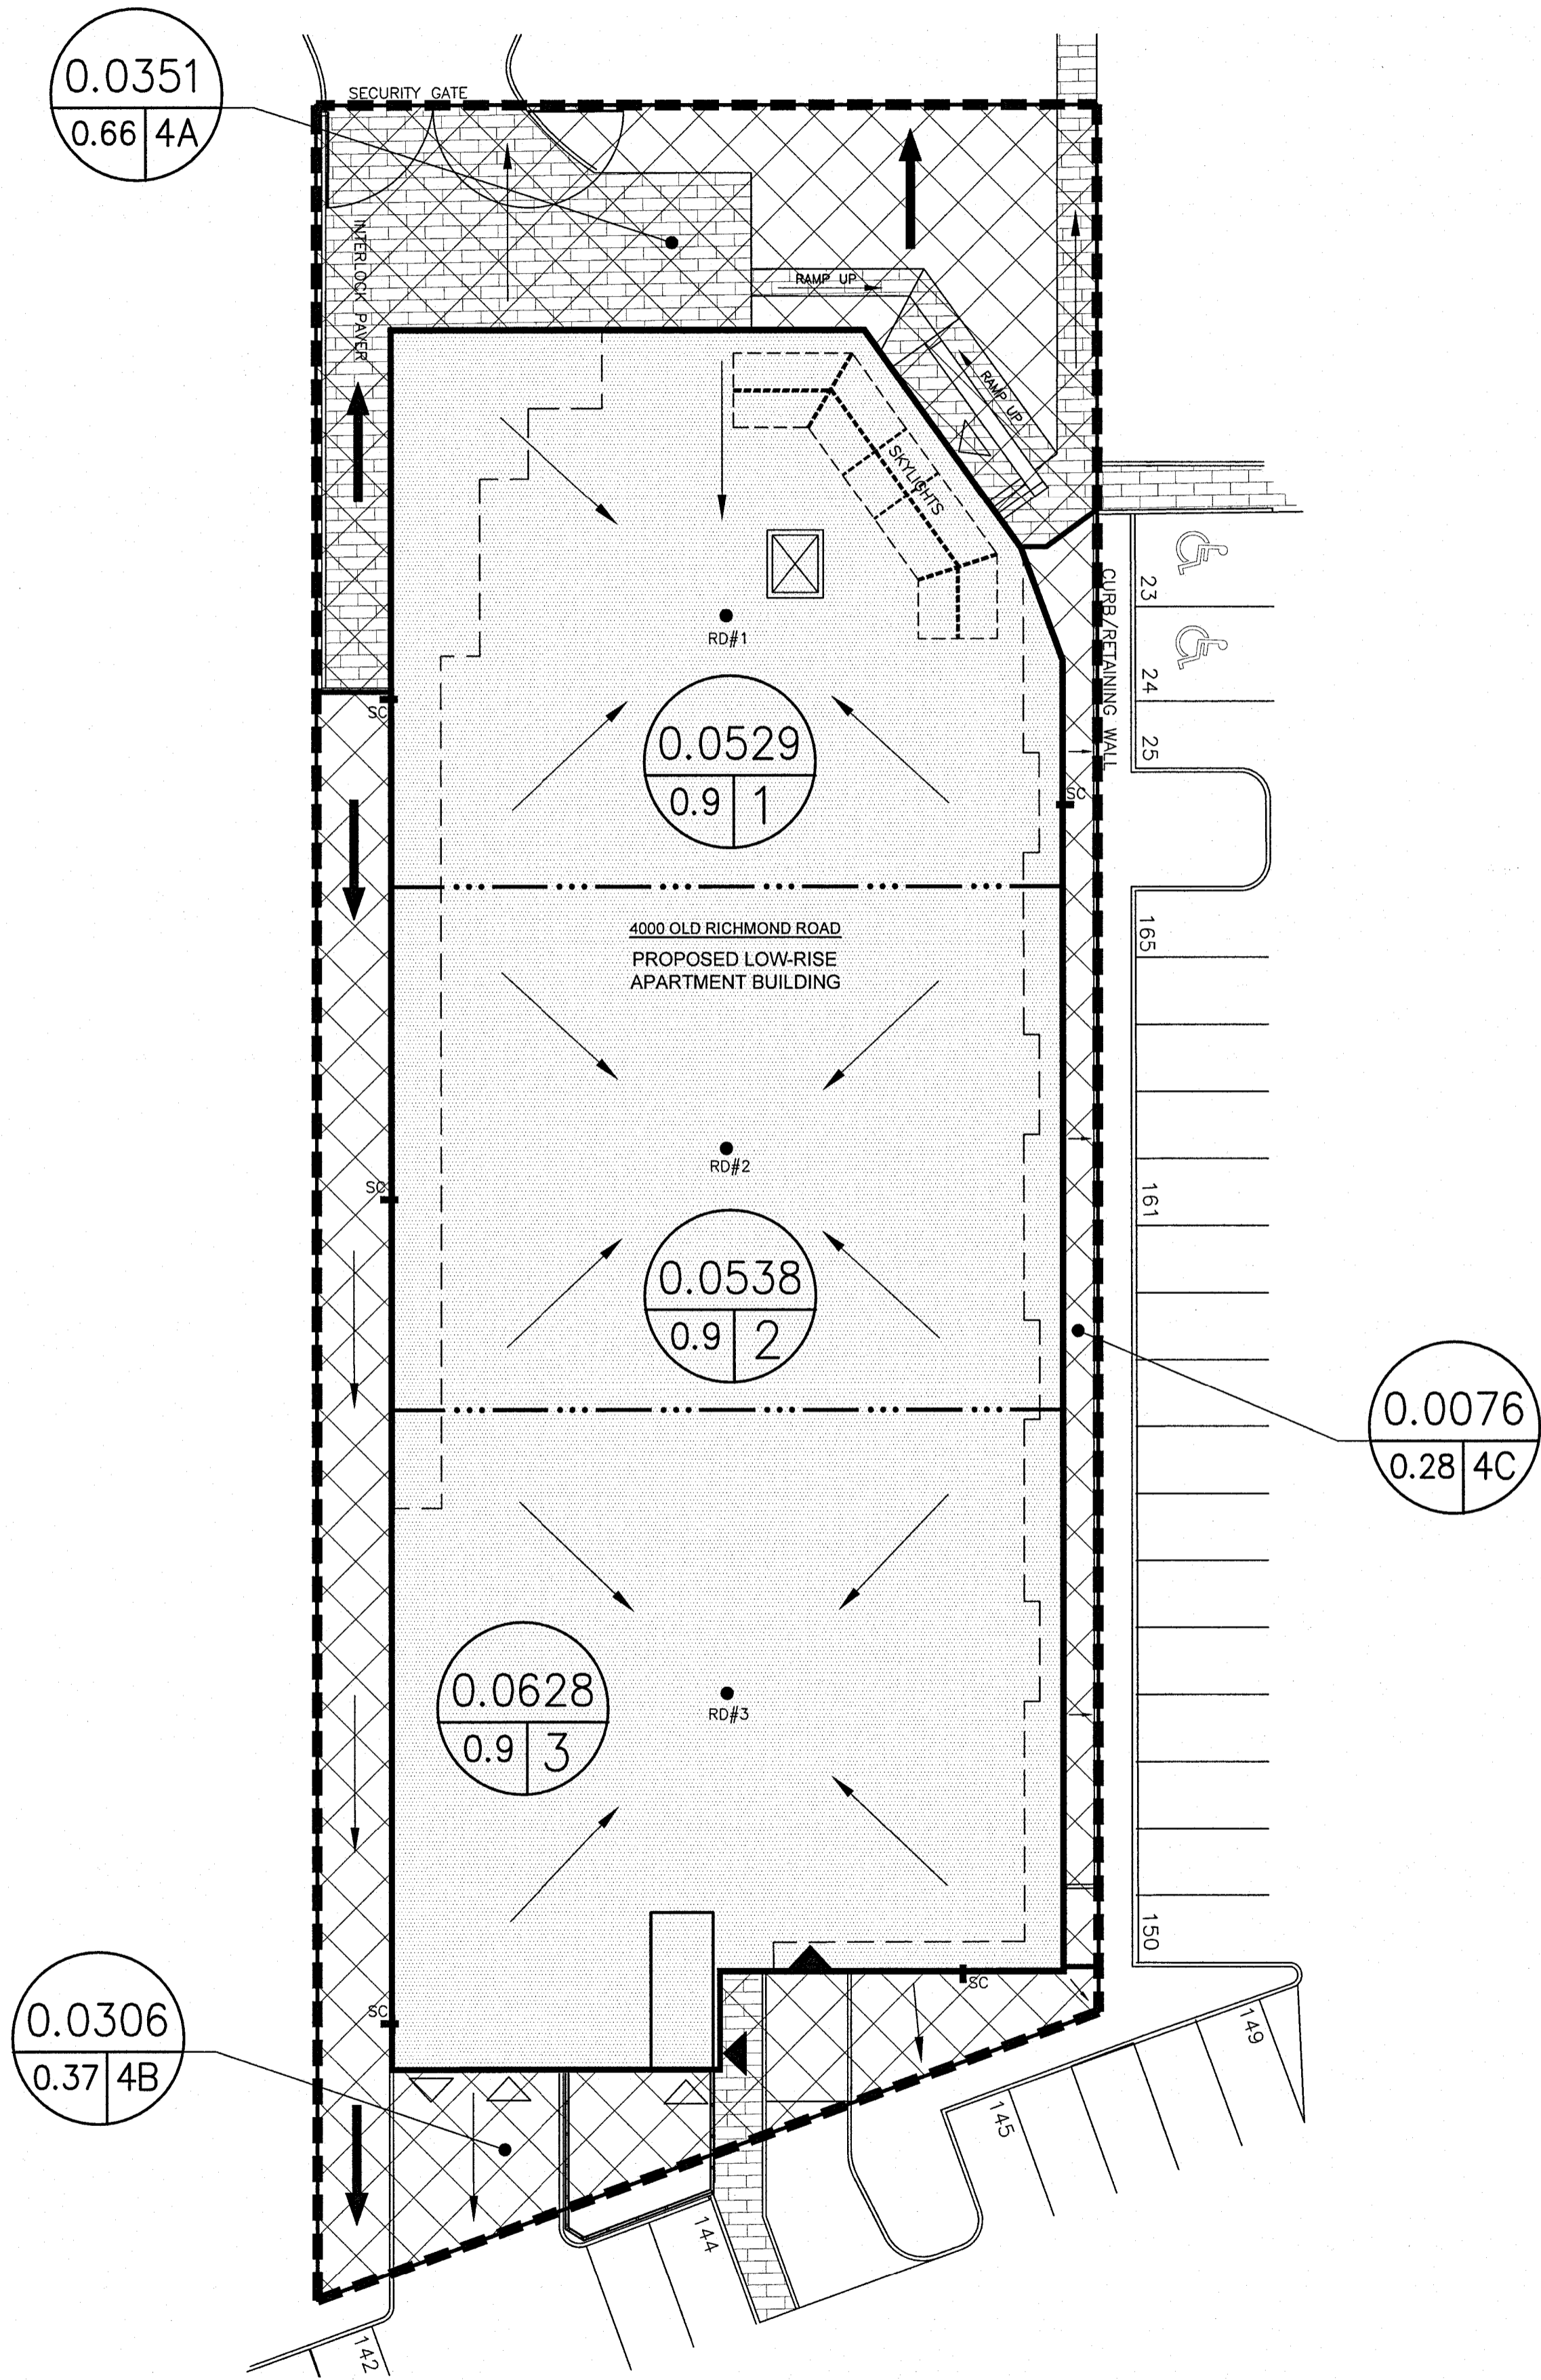 0.0351
0.66 4A
SECURITY GATE
INTERLOCK PAVER
RAMP UP
RAMP UP
SKYLIGHTS
RD#1
0.0529
0.9 1
SC
SC
CURB/RETAINING WALL
23
24
25
4000 OLD RICHMOND ROAD
PROPOSED LOW-RISE
APARTMENT BUILDING
165
RD#2
SC
161
0.0538
0.9 2
0.0076
0.28 4C
0.0628
0.9 3
RD#3
150
SC
SC
0.0306
0.37 4B
149
145
144
142